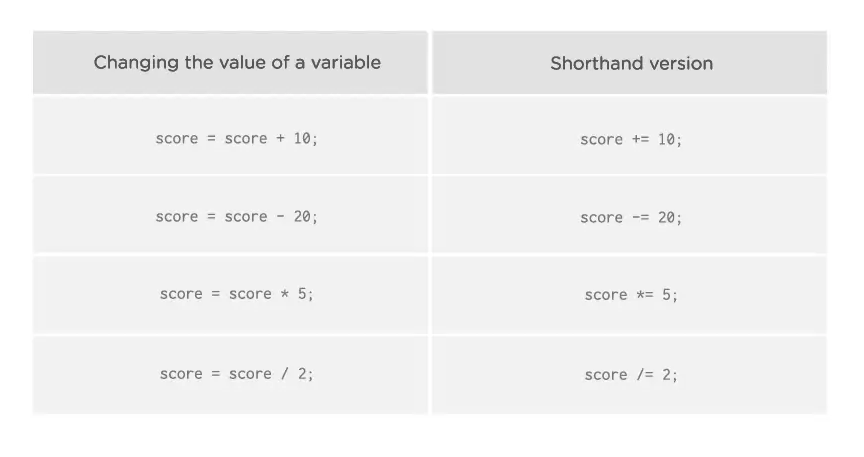 Changing the value of a variable
Shorthand version
score = score + 10;
score += 10;
score = score - 20;
score -= 20;
score = score * 5;
score *= 5;
score = score / 2;
score /= 2;